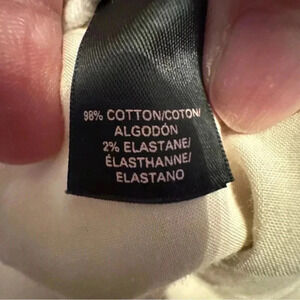 98% COTTON/COTON/
ALGODÓN
2% ELASTANE/
ÉLASTHANNE/
ELASTANO